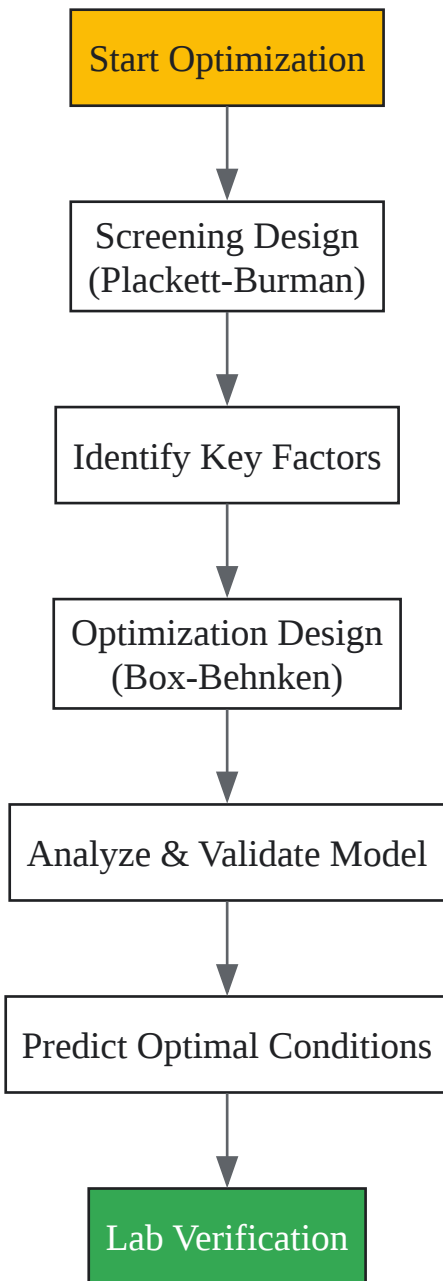 Start Optimization
Screening Design
(Plackett-Burman)
Identify Key Factors
Optimization Design
(Box-Behnken)
Analyze & Validate Model
Predict Optimal Conditions
Lab Verification